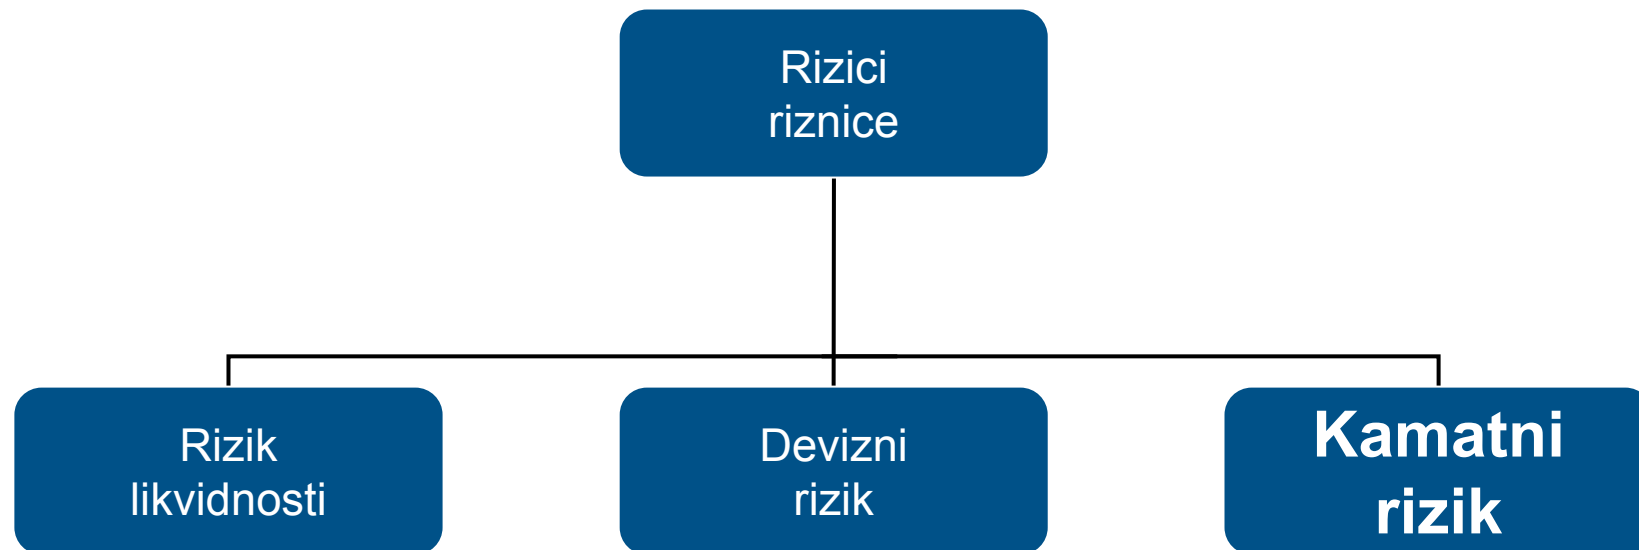 Rizici
riznice
Rizik
likvidnosti
Devizni
rizik
Kamatni
rizik